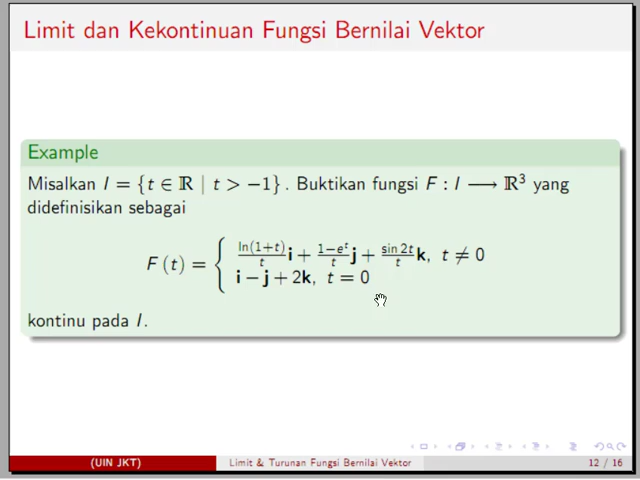 Limit dan Kekontinuan Fungsi Bernilai Vektor
Example
Misalkan I = {t ∈ ℝ | t > −1}. Buktikan fungsi F : I ⟶ ℝ³ yang
didefinisikan sebagai
F(t) = { ln(1+t)/t i + 1−eᵗ/t j + sin 2t/t k, t ≠ 0
i − j + 2k, t = 0
kontinu pada I.
(UIN JKT) Limit & Turunan Fungsi Bernilai Vektor 12 / 16